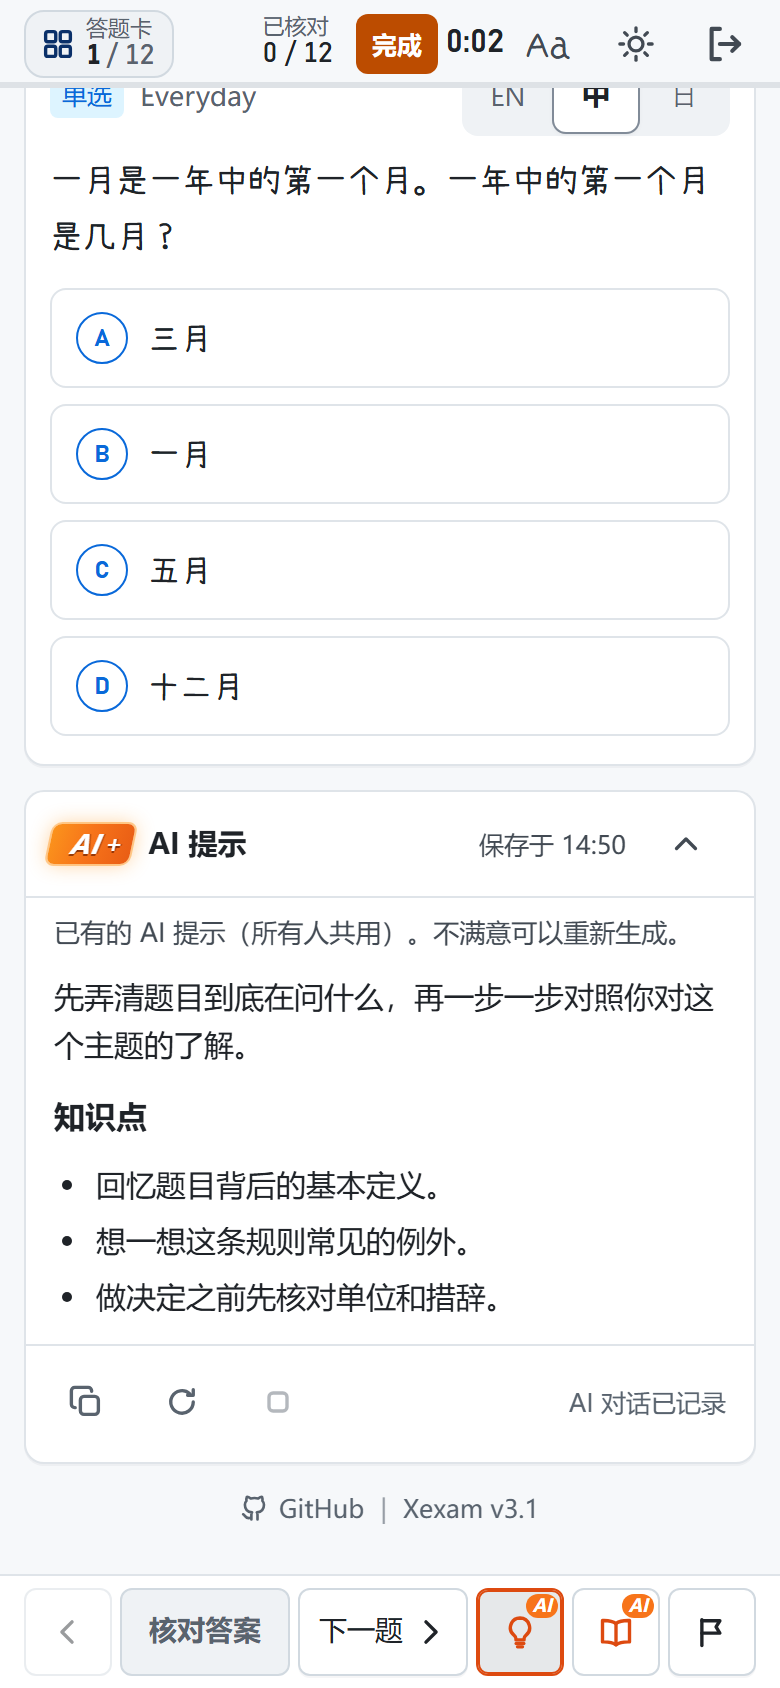 答题卡
1 / 12
已核对
0 / 12
完成
0:02
Aa
单选
Everyday
EN
中
日
一月是一年中的第一个月。一年中的第一个月
是几月？
A
三月
B
一月
C
五月
D
十二月
AI+
AI 提示
保存于 14:50
已有的 AI 提示（所有人共用）。不满意可以重新生成。
先弄清题目到底在问什么，再一步一步对照你对这
个主题的了解。
知识点
• 回忆题目背后的基本定义。
• 想一想这条规则常见的例外。
• 做决定之前先核对单位和措辞。
AI 对话已记录
GitHub | Xexam v3.1
核对答案
下一题
AI
AI